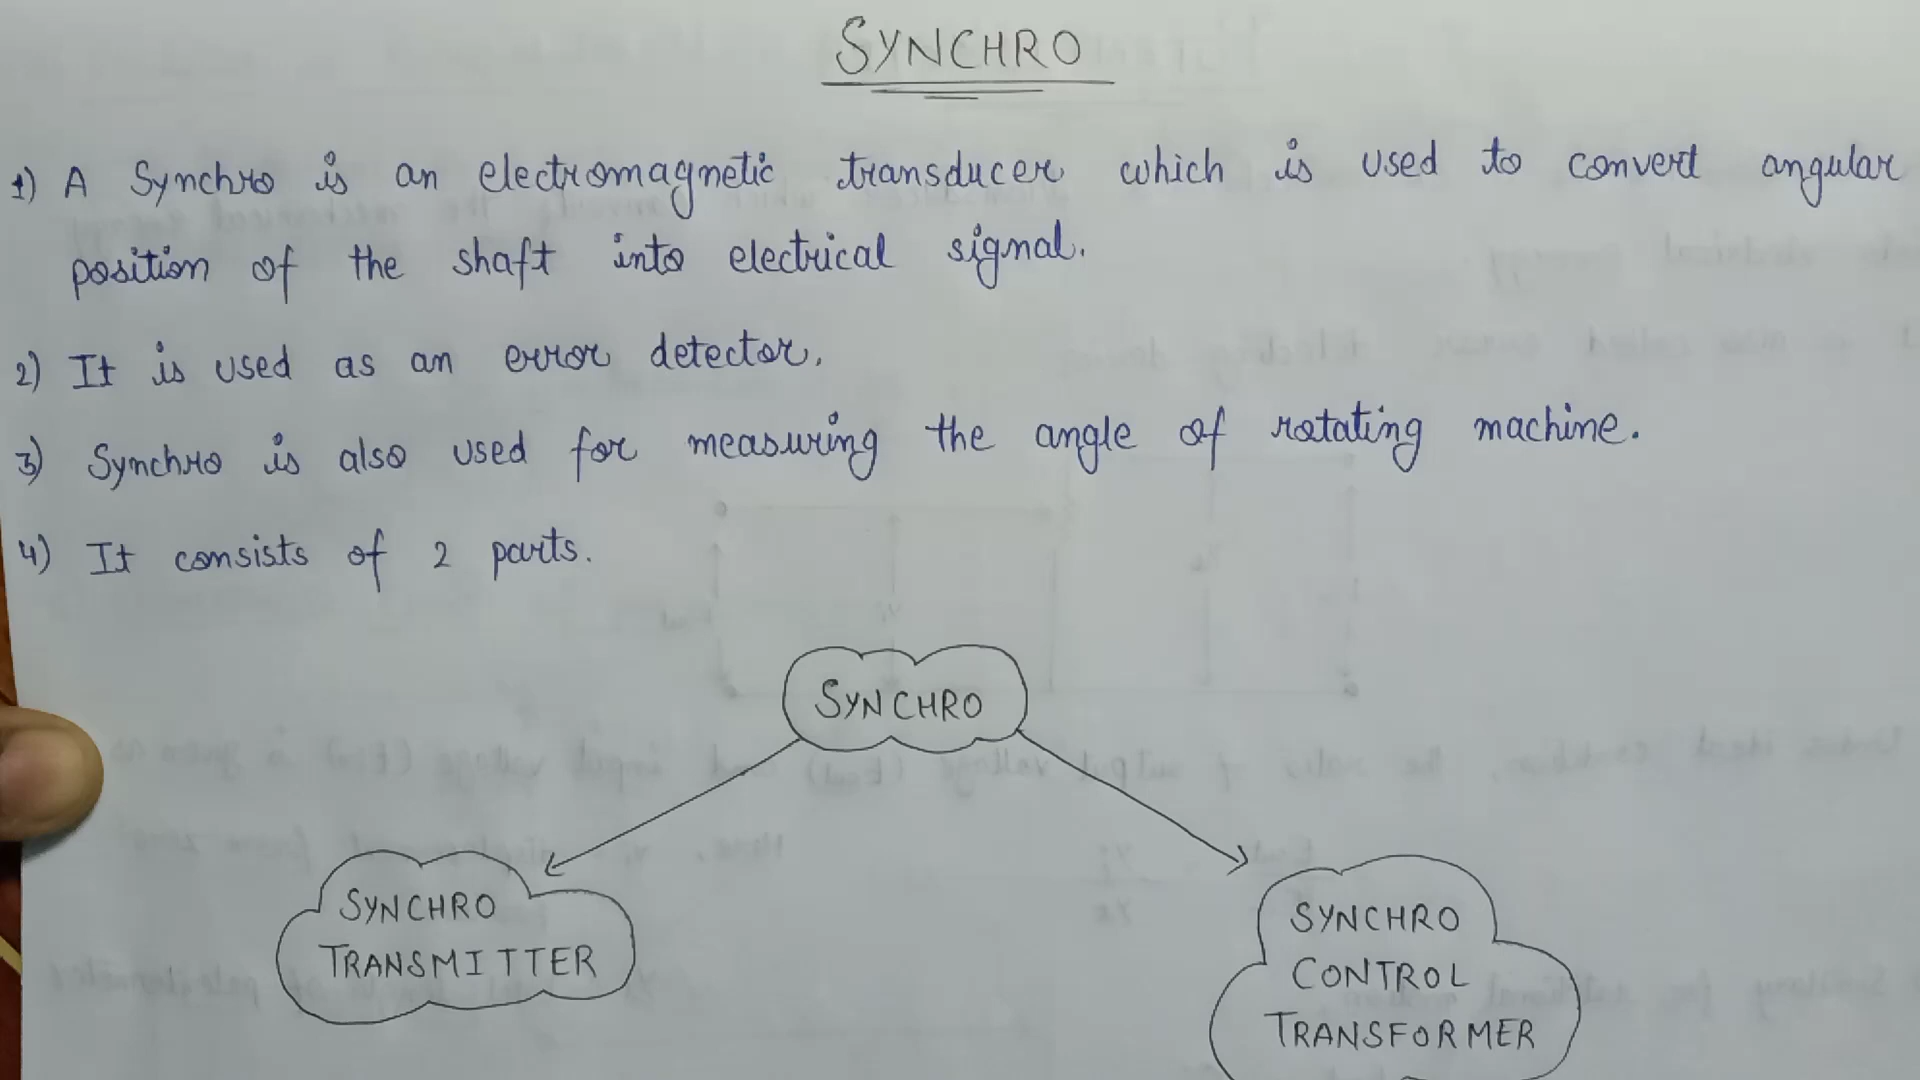 SYNCHRO
1) A Synchro is an electromagnetic transducer which is used to convert angular
position of the shaft into electrical signal.
2) It is used as an error detector.
3) Synchro is also used for measuring the angle of rotating machine.
4) It consists of 2 parts.
SYNCHRO
SYNCHRO
TRANSMITTER
SYNCHRO
CONTROL
TRANSFORMER